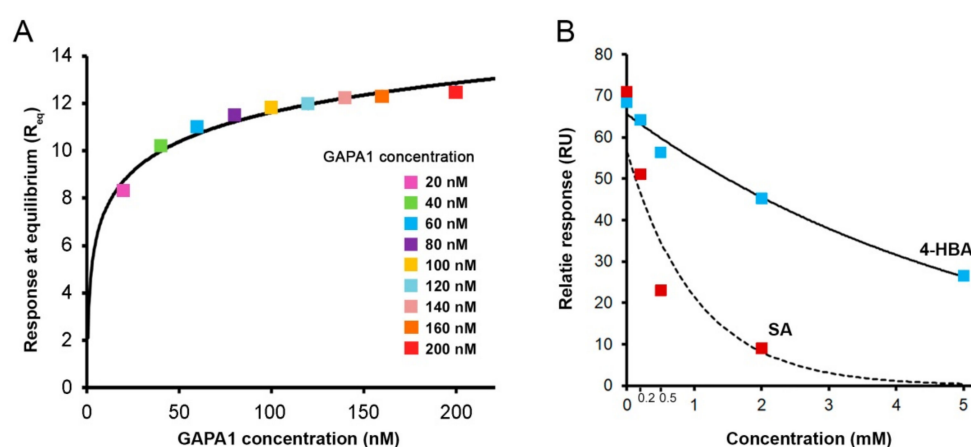 A
Response at equilibrium (Req)
14
12
10
8
6
4
2
0
0 50 100 150 200
GAPA1 concentration (nM)
GAPA1 concentration
20 nM
40 nM
60 nM
80 nM
100 nM
120 nM
140 nM
160 nM
200 nM
B
Relatie response (RU)
80
70
60
50
40
30
20
10
0
4-HBA
SA
0 0.2 0.5 1 2 3 4 5
Concentration (mM)